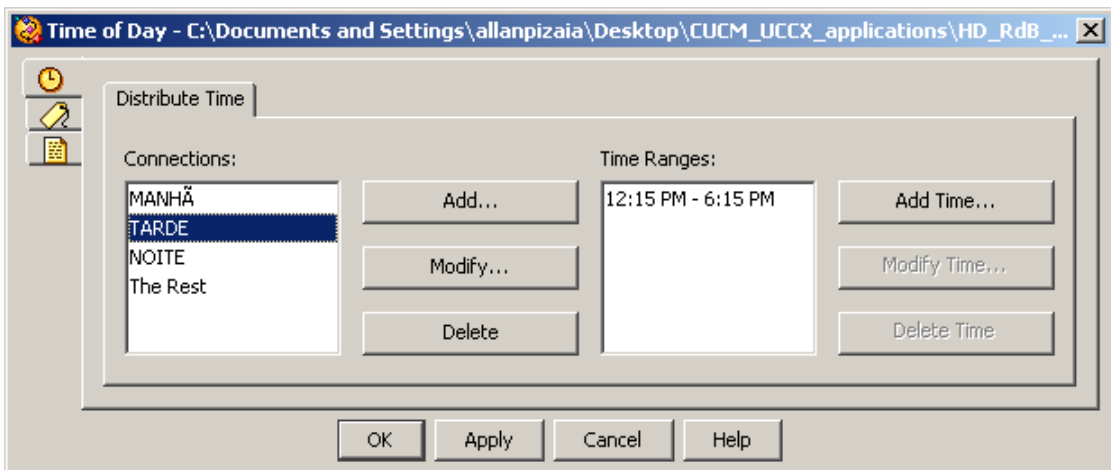 Time of Day - C:\Documents and Settings\allanpizaia\Desktop\CUCM_UCCX_applications\HD_RdB_...
Distribute Time
Connections:
Time Ranges:
MANHÃ
TARDE
NOITE
The Rest
Add...
Modify...
Delete
12:15 PM - 6:15 PM
Add Time...
Modify Time...
Delete Time
OK
Apply
Cancel
Help